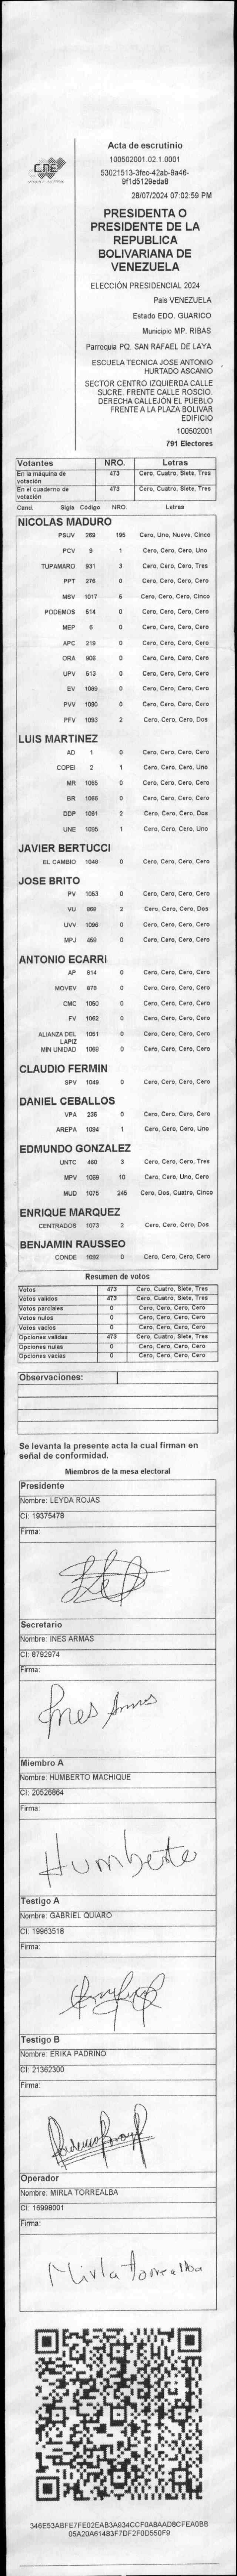 CNE
Acta de escrutinio
100502001.02.1.0001
53021513-3fec-42ab-9a46-
9f1d5129eda8
28/07/2024 07:02:59 PM
PRESIDENTA O
PRESIDENTE DE LA
REPUBLICA
BOLIVARIANA DE
VENEZUELA
ELECCIÓN PRESIDENCIAL 2024
País VENEZUELA
Estado EDO. GUARICO
Municipio MP. RIBAS
Parroquia PQ. SAN RAFAEL DE LAYA
ESCUELA TECNICA JOSE ANTONIO
HURTADO ASCANIO
SECTOR CENTRO IZQUIERDA CALLE
SUCRE. FRENTE CALLE ROSCIO.
DERECHA CALLEJÓN EL PUEBLO
FRENTE A LA PLAZA BOLIVAR
EDIFICIO
100502001
791 Electores
Votantes NRO. Letras
En la máquina de votación 473 Cero, Cuatro, Siete, Tres
En el cuaderno de votación 473 Cero, Cuatro, Siete, Tres
Cand. Sigla Código NRO. Letras
NICOLAS MADURO
PSUV 269 195 Cero, Uno, Nueve, Cinco
PCV 9 1 Cero, Cero, Cero, Uno
TUPAMARO 931 3 Cero, Cero, Cero, Tres
PPT 276 0 Cero, Cero, Cero, Cero
MSV 1017 5 Cero, Cero, Cero, Cinco
PODEMOS 514 0 Cero, Cero, Cero, Cero
MEP 6 0 Cero, Cero, Cero, Cero
APC 219 0 Cero, Cero, Cero, Cero
ORA 906 0 Cero, Cero, Cero, Cero
UPV 513 0 Cero, Cero, Cero, Cero
EV 1089 0 Cero, Cero, Cero, Cero
PVV 1090 0 Cero, Cero, Cero, Cero
PFV 1093 2 Cero, Cero, Cero, Dos
LUIS MARTINEZ
AD 1 0 Cero, Cero, Cero, Cero
COPEI 2 1 Cero, Cero, Cero, Uno
MR 1065 0 Cero, Cero, Cero, Cero
BR 1066 0 Cero, Cero, Cero, Cero
DDP 1091 2 Cero, Cero, Cero, Dos
UNE 1095 1 Cero, Cero, Cero, Uno
JAVIER BERTUCCI
EL CAMBIO 1048 0 Cero, Cero, Cero, Cero
JOSE BRITO
PV 1053 0 Cero, Cero, Cero, Cero
VU 968 2 Cero, Cero, Cero, Dos
UVV 1096 0 Cero, Cero, Cero, Cero
MPJ 459 0 Cero, Cero, Cero, Cero
ANTONIO ECARRI
AP 814 0 Cero, Cero, Cero, Cero
MOVEV 978 0 Cero, Cero, Cero, Cero
CMC 1050 0 Cero, Cero, Cero, Cero
FV 1062 0 Cero, Cero, Cero, Cero
ALIANZA DEL LAPIZ 1051 0 Cero, Cero, Cero, Cero
MIN UNIDAD 1068 0 Cero, Cero, Cero, Cero
CLAUDIO FERMIN
SPV 1049 0 Cero, Cero, Cero, Cero
DANIEL CEBALLOS
VPA 236 0 Cero, Cero, Cero, Cero
AREPA 1094 1 Cero, Cero, Cero, Uno
EDMUNDO GONZALEZ
UNTC 460 3 Cero, Cero, Cero, Tres
MPV 1069 10 Cero, Cero, Uno, Cero
MUD 1075 245 Cero, Dos, Cuatro, Cinco
ENRIQUE MARQUEZ
CENTRADOS 1073 2 Cero, Cero, Cero, Dos
BENJAMIN RAUSSEO
CONDE 1092 0 Cero, Cero, Cero, Cero
Resumen de votos
Votos 473 Cero, Cuatro, Siete, Tres
Votos validos 473 Cero, Cuatro, Siete, Tres
Votos parciales 0 Cero, Cero, Cero, Cero
Votos nulos 0 Cero, Cero, Cero, Cero
Votos vacios 0 Cero, Cero, Cero, Cero
Opciones validas 473 Cero, Cuatro, Siete, Tres
Opciones nulas 0 Cero, Cero, Cero, Cero
Opciones vacias 0 Cero, Cero, Cero, Cero
Observaciones:
Se levanta la presente acta la cual firman en
señal de conformidad.
Miembros de la mesa electoral
Presidente
Nombre: LEYDA ROJAS
CI: 19375478
Firma:
Secretario
Nombre: INES ARMAS
CI: 8792974
Firma:
Ines Armas
Miembro A
Nombre: HUMBERTO MACHIQUE
CI: 20526864
Firma:
Humberto
Testigo A
Nombre: GABRIEL QUIARO
CI: 19963518
Firma:
Testigo B
Nombre: ERIKA PADRINO
CI: 21362300
Firma:
Operador
Nombre: MIRLA TORREALBA
CI: 16998001
Firma:
Mirla Torrealba
346E53ABFE7FE02EAB3A934CCF0A8AAD8CFEA0BB
05A20A61483F7DF2F0D550F9